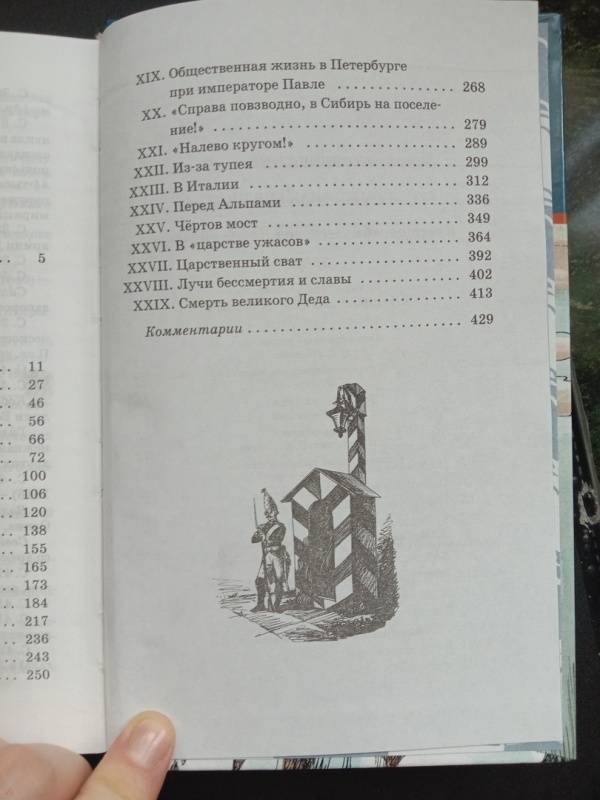 5
11
27
46
56
66
72
100
106
120
138
155
165
173
184
217
236
243
250
XIX. Общественная жизнь в Петербурге
при императоре Павле . . . . . . . . . . . . . . 268
XX. «Справа повзводно, в Сибирь на поселе-
ние!» . . . . . . . . . . . . . . . . . . . . . . . . . . . . . 279
XXI. «Налево кругом!» . . . . . . . . . . . . . . . . . . 289
XXII. Из-за тупея . . . . . . . . . . . . . . . . . . . . . . . 299
XXIII. В Италии . . . . . . . . . . . . . . . . . . . . . . . . . 312
XXIV. Перед Альпами . . . . . . . . . . . . . . . . . . . . 336
XXV. Чёртов мост . . . . . . . . . . . . . . . . . . . . . . . 349
XXVI. В «царстве ужасов» . . . . . . . . . . . . . . . . . 364
XXVII. Царственный сват . . . . . . . . . . . . . . . . . . 392
XXVIII. Лучи бессмертия и славы . . . . . . . . . . . . 402
XXIX. Смерть великого Деда . . . . . . . . . . . . . . . 413
Комментарии . . . . . . . . . . . . . . . . . . . . . . . . . . . 429